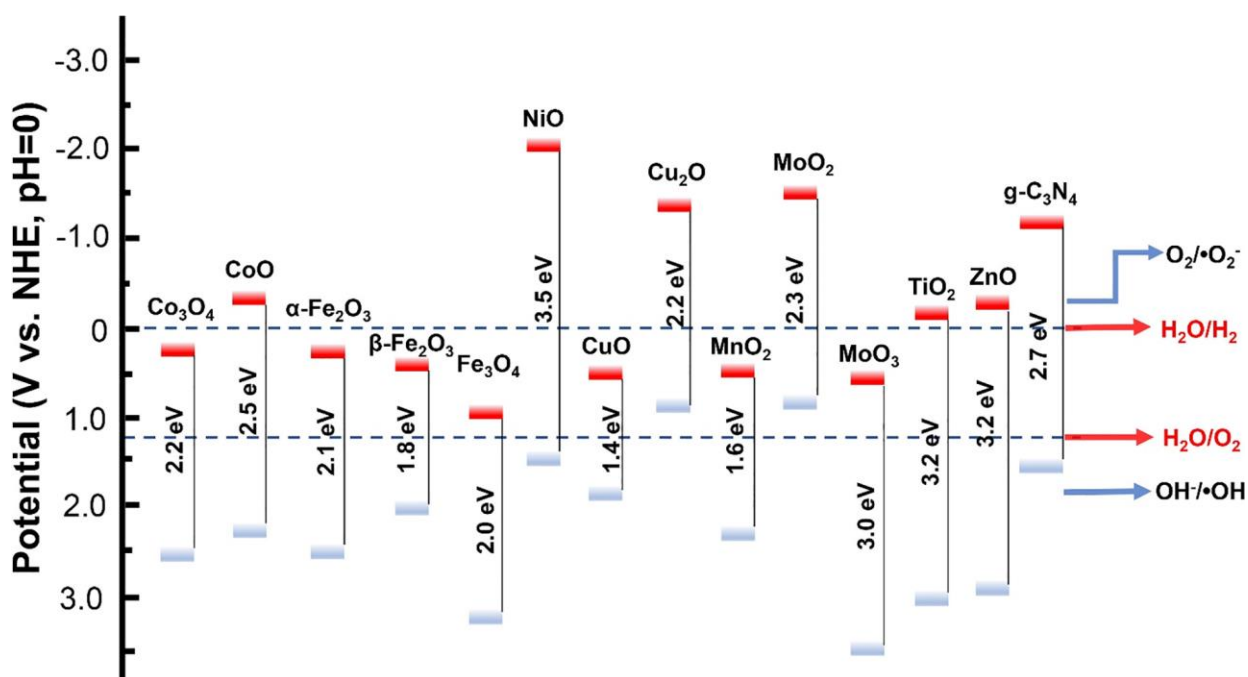 Potential (V vs. NHE, pH=0)
-3.0
-2.0
-1.0
0
1.0
2.0
3.0
Co₃O₄
2.2 eV
CoO
2.5 eV
α-Fe₂O₃
2.1 eV
β-Fe₂O₃
1.8 eV
Fe₃O₄
2.0 eV
NiO
3.5 eV
CuO
1.4 eV
Cu₂O
2.2 eV
MnO₂
1.6 eV
MoO₂
2.3 eV
MoO₃
3.0 eV
TiO₂
3.2 eV
ZnO
3.2 eV
g-C₃N₄
2.7 eV
O₂/•O₂⁻
H₂O/H₂
H₂O/O₂
OH⁻/•OH